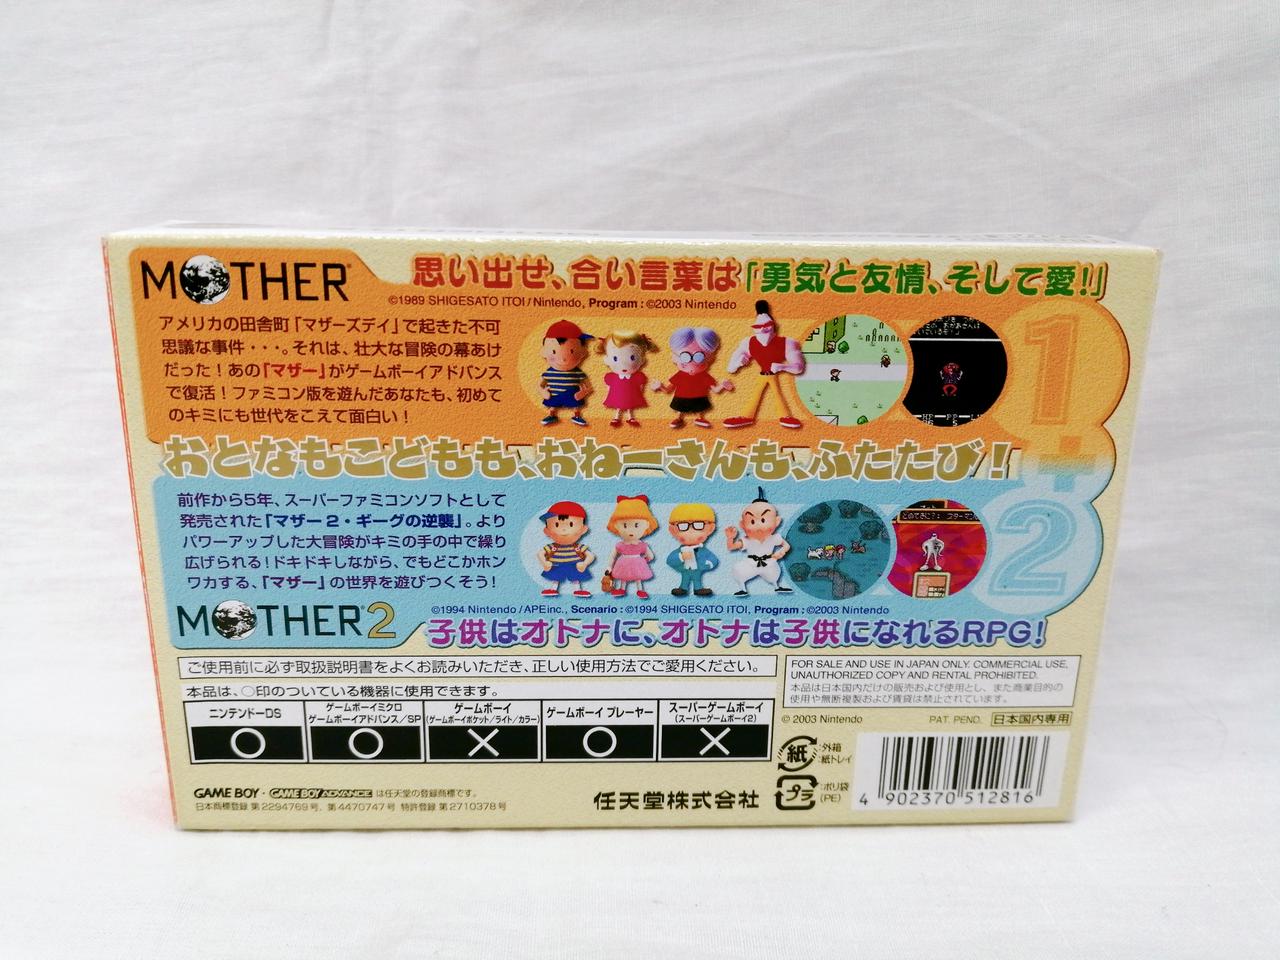 MOTHER
思い出せ、合い言葉は「勇気と友情、そして愛!」
©1989 SHIGESATO ITOI/Nintendo, Program:©2003 Nintendo
アメリカの田舎町「マザーズデイ」で起きた不可
思議な事件・・・。それは、壮大な冒険の幕あけ
だった!あの「マザー」がゲームボーイアドバンス
で復活!ファミコン版を遊んだあなたも、初めて
のキミにも世代をこえて面白い!
1+2
おとなもこどもも、おねーさんも、ふたたび!
前作から5年、スーパーファミコンソフトとして
発売された「マザー2・ギーグの逆襲」。より
パワーアップした大冒険がキミの手の中で繰り
広げられる!ドキドキしながら、でもどこかホン
ワカする、「マザー」の世界を遊びつくそう!
MOTHER2
©1994 Nintendo/APEinc., Scenario:©1994 SHIGESATO ITOI, Program:©2003 Nintendo
子供はオトナに、オトナは子供になれるRPG!
ご使用前に必ず取扱説明書をよくお読みいただき、正しい使用方法でご愛用ください。
本品は、○印のついている機器に使用できます。
ニンテンドーDS
○
ゲームボーイミクロ
ゲームボーイアドバンス/SP
○
ゲームボーイ
(ゲームボーイポケット/ライト/カラー)
×
ゲームボーイ プレーヤー
○
スーパーゲームボーイ
(スーパーゲームボーイ2)
×
FOR SALE AND USE IN JAPAN ONLY. COMMERCIAL USE,
UNAUTHORIZED COPY AND RENTAL PROHIBITED.
本品は日本国内だけの販売および使用とし、また商業目的の
使用や無断複製および賃貸は禁止されています。
© 2003 Nintendo PAT. PEND. 日本国内専用
紙 :外箱
:紙トレイ
プラ :ポリ袋
(PE)
4 902370 512816
GAME BOY・GAME BOY ADVANCE は任天堂の登録商標です。
日本商標登録 第2294769号、第4470747号 特許登録 第2710378号
任天堂株式会社